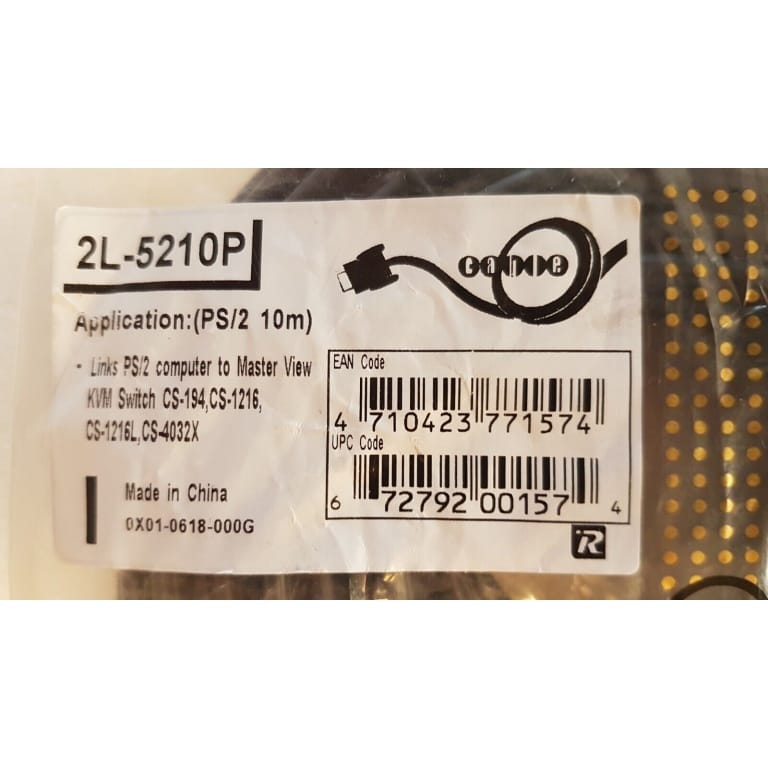 2L-5210P
cable
Application:(PS/2 10m)
- Links PS/2 computer to Master View
KVM Switch CS-194,CS-1216,
CS-1216L,CS-4032X
Made in China
0X01-0618-000G
EAN Code
4 710423 771574
UPC Code
6 72792 00157 4
R